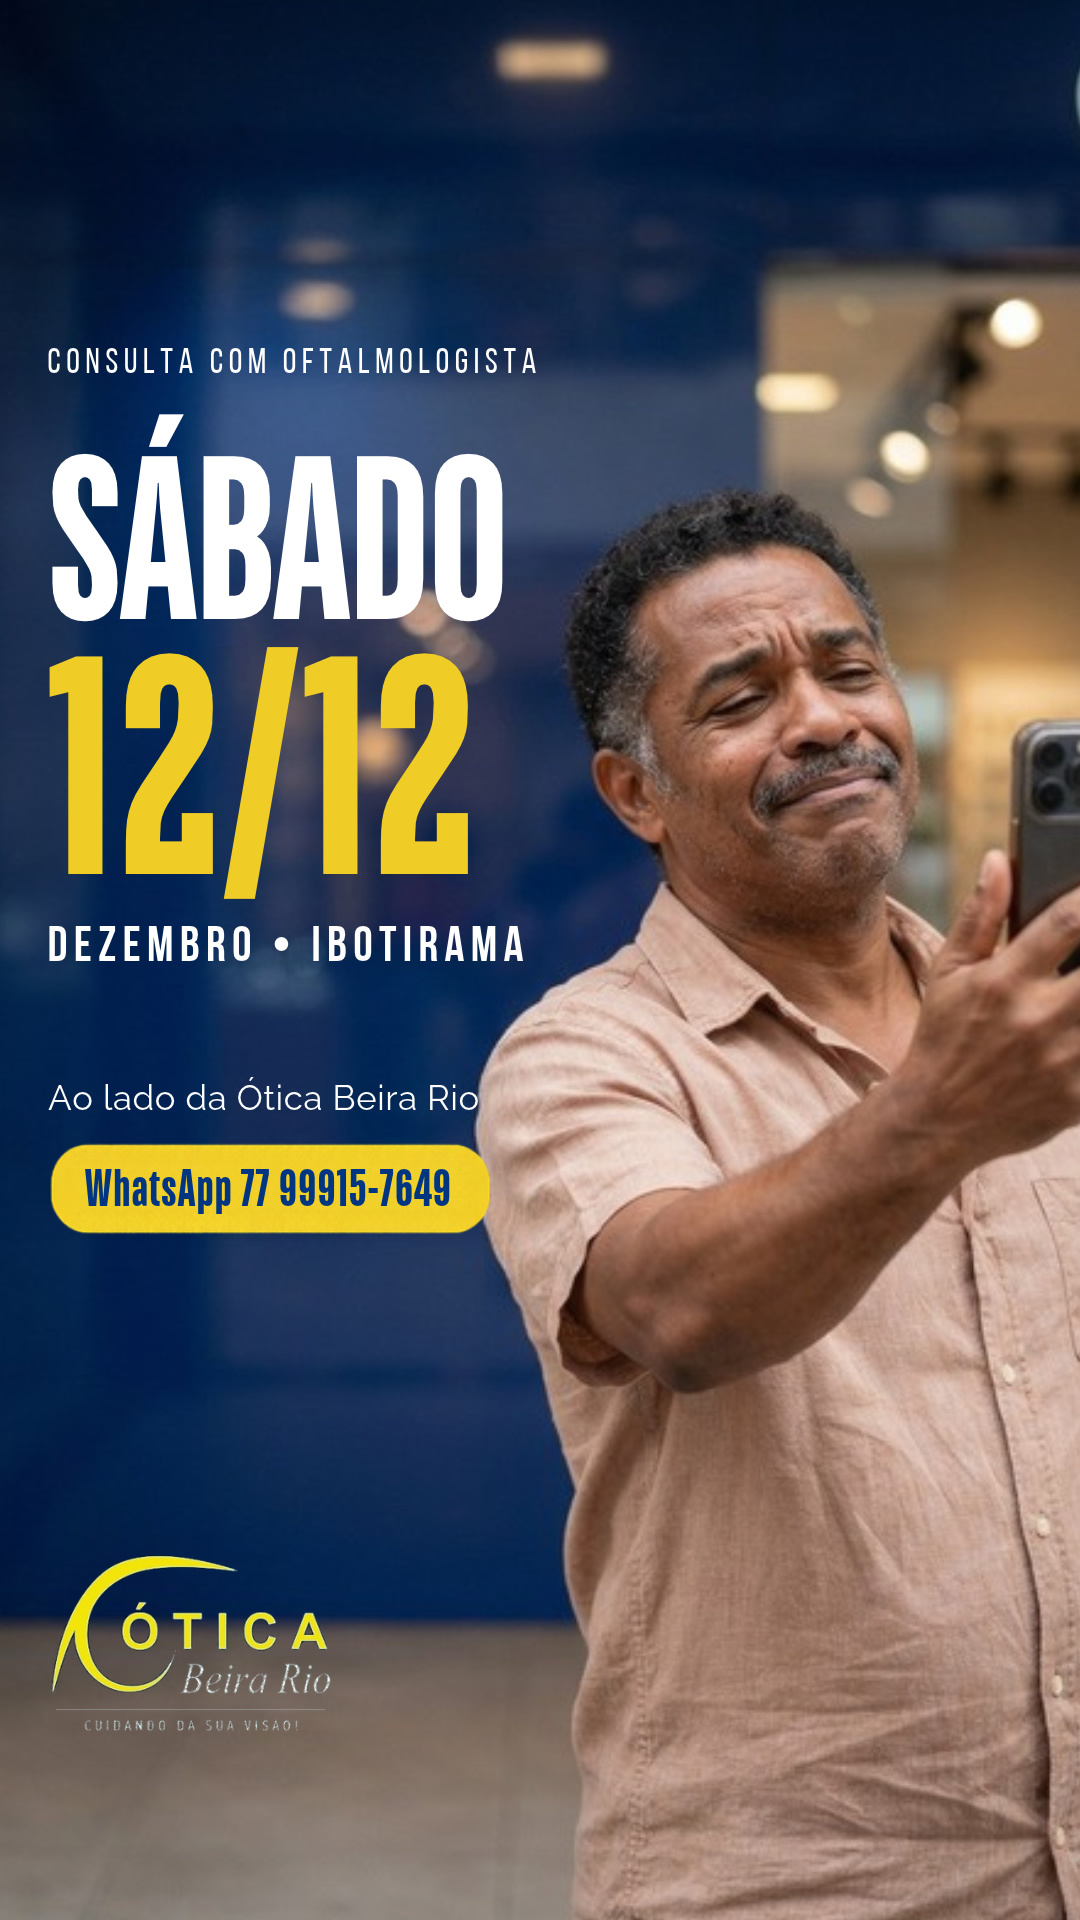 CONSULTA COM OFTALMOLOGISTA
SÁBADO
12/12
DEZEMBRO • IBOTIRAMA
Ao lado da Ótica Beira Rio
WhatsApp 77 99915-7649
ÓTICA
Beira Rio
CUIDANDO DA SUA VISÃO!